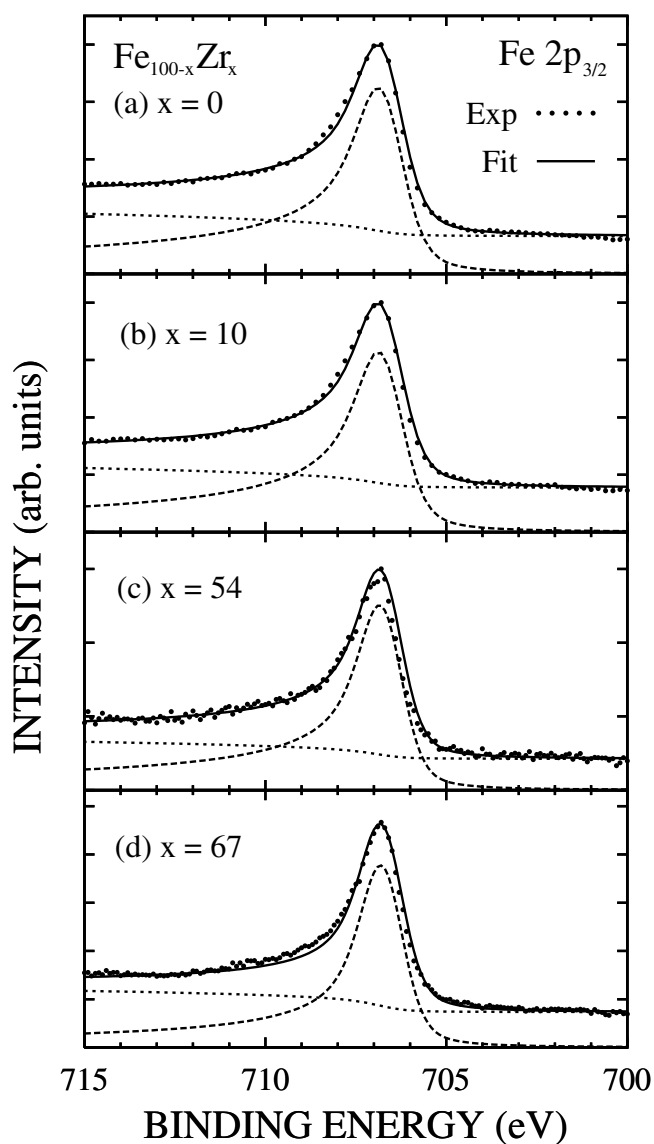 Fe₁₀₀₋ₓZrₓ
Fe 2p₃/₂
(a) x = 0
Exp
Fit
(b) x = 10
(c) x = 54
(d) x = 67
INTENSITY (arb. units)
715 710 705 700
BINDING ENERGY (eV)